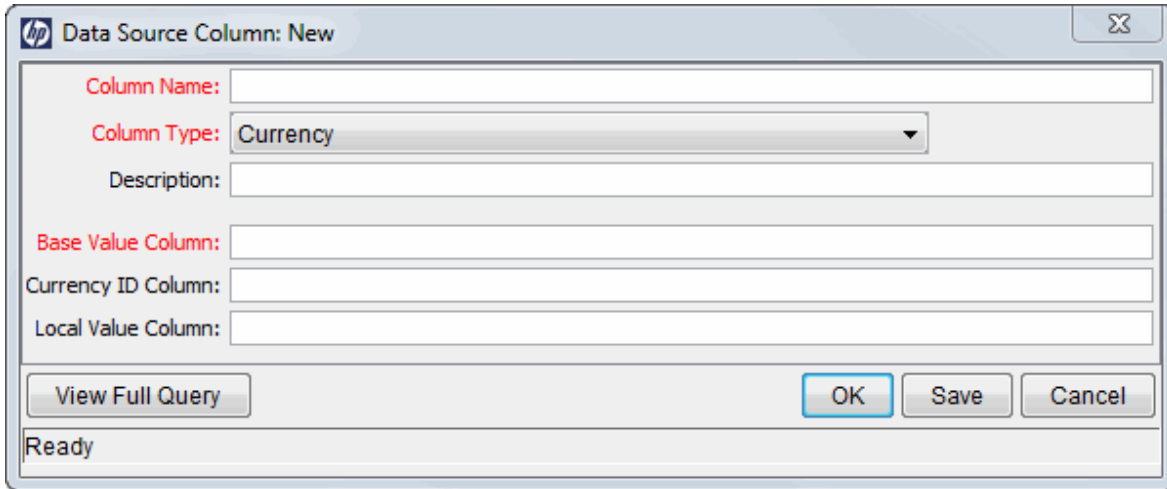 hp Data Source Column: New
Column Name:
Column Type: Currency
Description:
Base Value Column:
Currency ID Column:
Local Value Column:
View Full Query OK Save Cancel
Ready